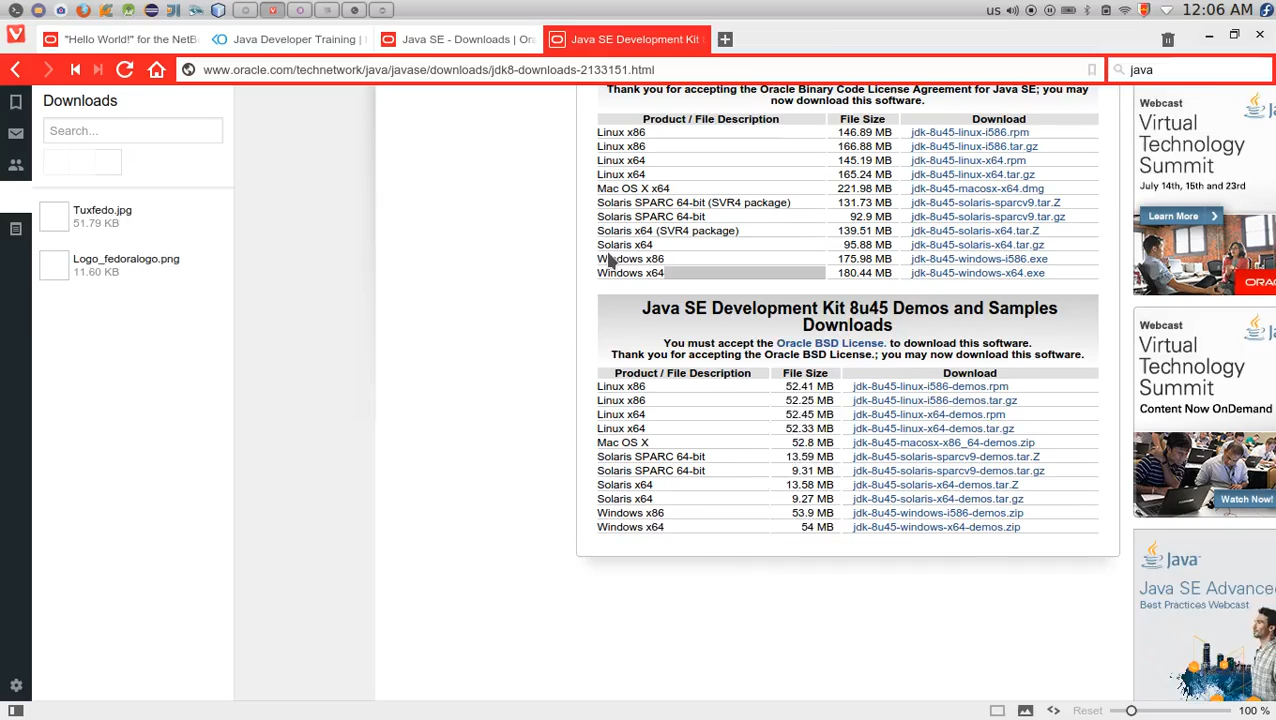 us
12:06 AM
"Hello World!" for the NetB
Java Developer Training |
Java SE - Downloads | Ora
Java SE Development Kit
www.oracle.com/technetwork/java/javase/downloads/jdk8-downloads-2133151.html
java
Downloads
Search...
Tuxfedo.jpg
51.79 KB
Logo_fedoralogo.png
11.60 KB
Thank you for accepting the Oracle Binary Code License Agreement for Java SE; you may
now download this software.
Product / File Description File Size Download
Linux x86 146.89 MB jdk-8u45-linux-i586.rpm
Linux x86 166.88 MB jdk-8u45-linux-i586.tar.gz
Linux x64 145.19 MB jdk-8u45-linux-x64.rpm
Linux x64 165.24 MB jdk-8u45-linux-x64.tar.gz
Mac OS X x64 221.98 MB jdk-8u45-macosx-x64.dmg
Solaris SPARC 64-bit (SVR4 package) 131.73 MB jdk-8u45-solaris-sparcv9.tar.Z
Solaris SPARC 64-bit 92.9 MB jdk-8u45-solaris-sparcv9.tar.gz
Solaris x64 (SVR4 package) 139.51 MB jdk-8u45-solaris-x64.tar.Z
Solaris x64 95.88 MB jdk-8u45-solaris-x64.tar.gz
Windows x86 175.98 MB jdk-8u45-windows-i586.exe
Windows x64 180.44 MB jdk-8u45-windows-x64.exe
Java SE Development Kit 8u45 Demos and Samples
Downloads
You must accept the Oracle BSD License. to download this software.
Thank you for accepting the Oracle BSD License.; you may now download this software.
Product / File Description File Size Download
Linux x86 52.41 MB jdk-8u45-linux-i586-demos.rpm
Linux x86 52.25 MB jdk-8u45-linux-i586-demos.tar.gz
Linux x64 52.45 MB jdk-8u45-linux-x64-demos.rpm
Linux x64 52.33 MB jdk-8u45-linux-x64-demos.tar.gz
Mac OS X 52.8 MB jdk-8u45-macosx-x86_64-demos.zip
Solaris SPARC 64-bit 13.59 MB jdk-8u45-solaris-sparcv9-demos.tar.Z
Solaris SPARC 64-bit 9.31 MB jdk-8u45-solaris-sparcv9-demos.tar.gz
Solaris x64 13.58 MB jdk-8u45-solaris-x64-demos.tar.Z
Solaris x64 9.27 MB jdk-8u45-solaris-x64-demos.tar.gz
Windows x86 53.9 MB jdk-8u45-windows-i586-demos.zip
Windows x64 54 MB jdk-8u45-windows-x64-demos.zip
Webcast
Virtual
Technology
Summit
July 14th, 15th and 23rd
Learn More
ORAC
Webcast
Virtual
Technology
Summit
Content Now OnDemand
Watch Now!
Java
Java SE Advanced
Best Practices Webcast
Reset
100 %